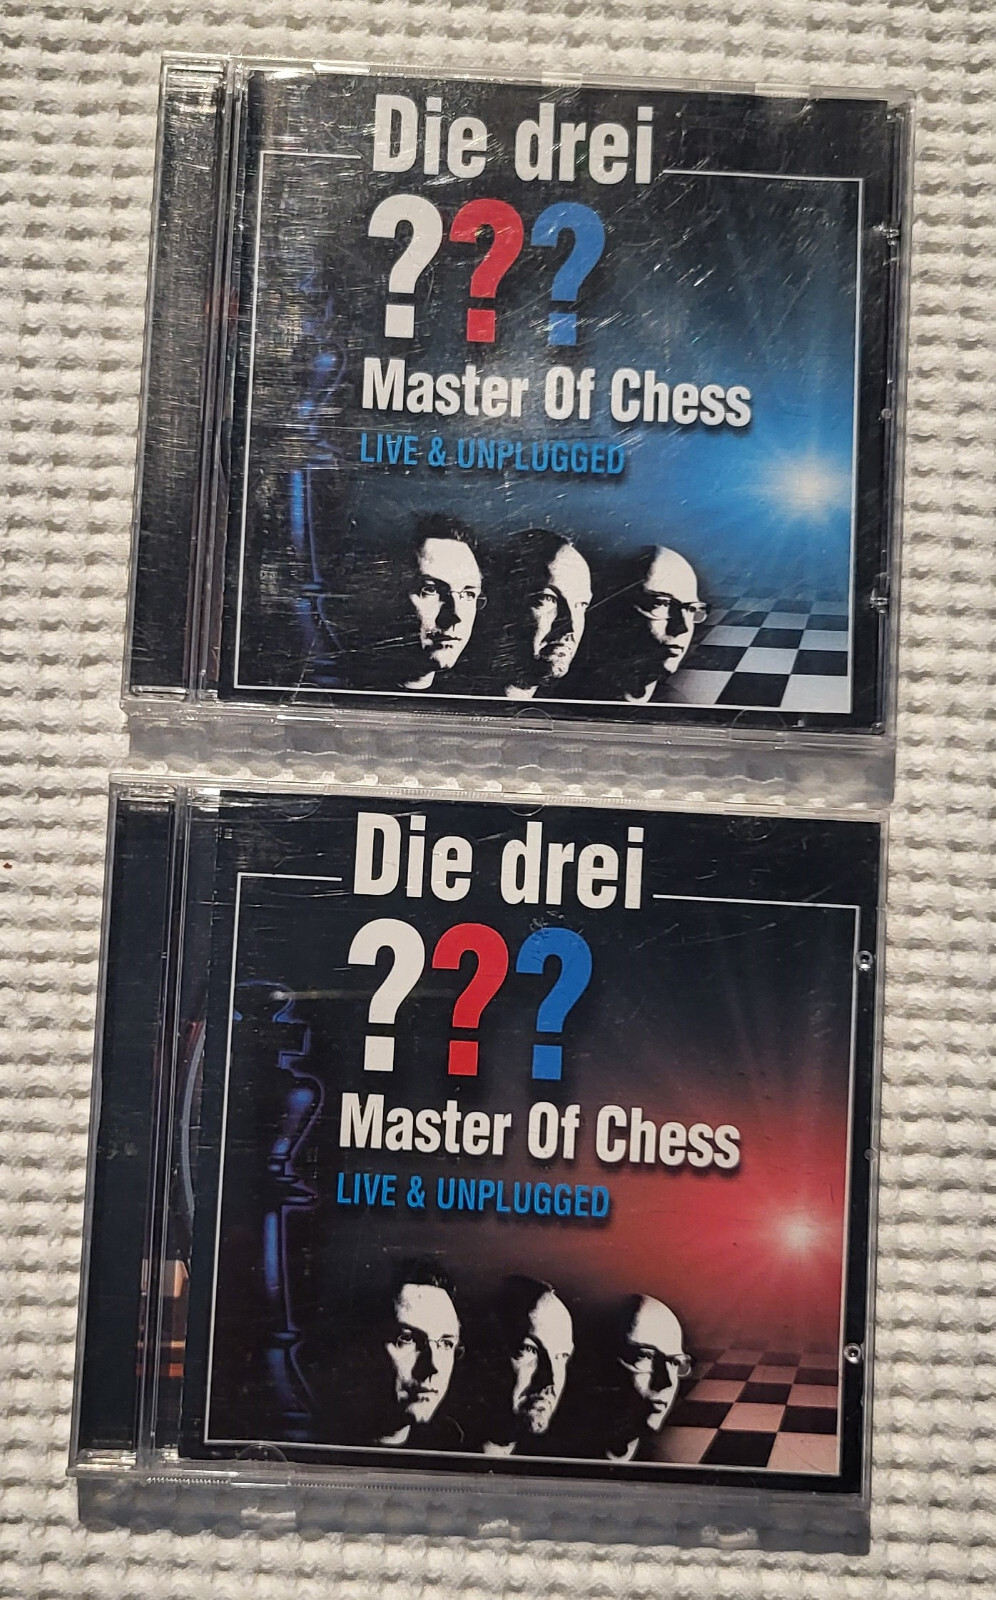 Die drei
???
Master Of Chess
LIVE & UNPLUGGED
Die drei
???
Master Of Chess
LIVE & UNPLUGGED